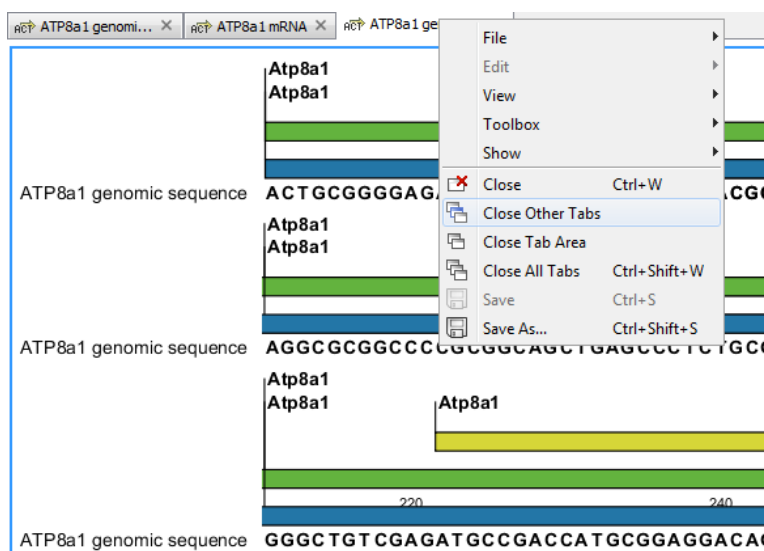 ATP8a1 genomi... ATP8a1 mRNA ATP8a1 ge
File
Edit
View
Toolbox
Show
Close Ctrl+W
Close Other Tabs
Close Tab Area
Close All Tabs Ctrl+Shift+W
Save Ctrl+S
Save As... Ctrl+Shift+S
Atp8a1
Atp8a1
ATP8a1 genomic sequence ACTGCGGGGAG
Atp8a1
Atp8a1
ATP8a1 genomic sequence AGGCGCGGCCCCGCGGCAGCTGAGCCCTCTGC
Atp8a1
Atp8a1 Atp8a1
220 240
ATP8a1 genomic sequence GGGCTGTCGAGATGCCGACCATGCGGAGGACA